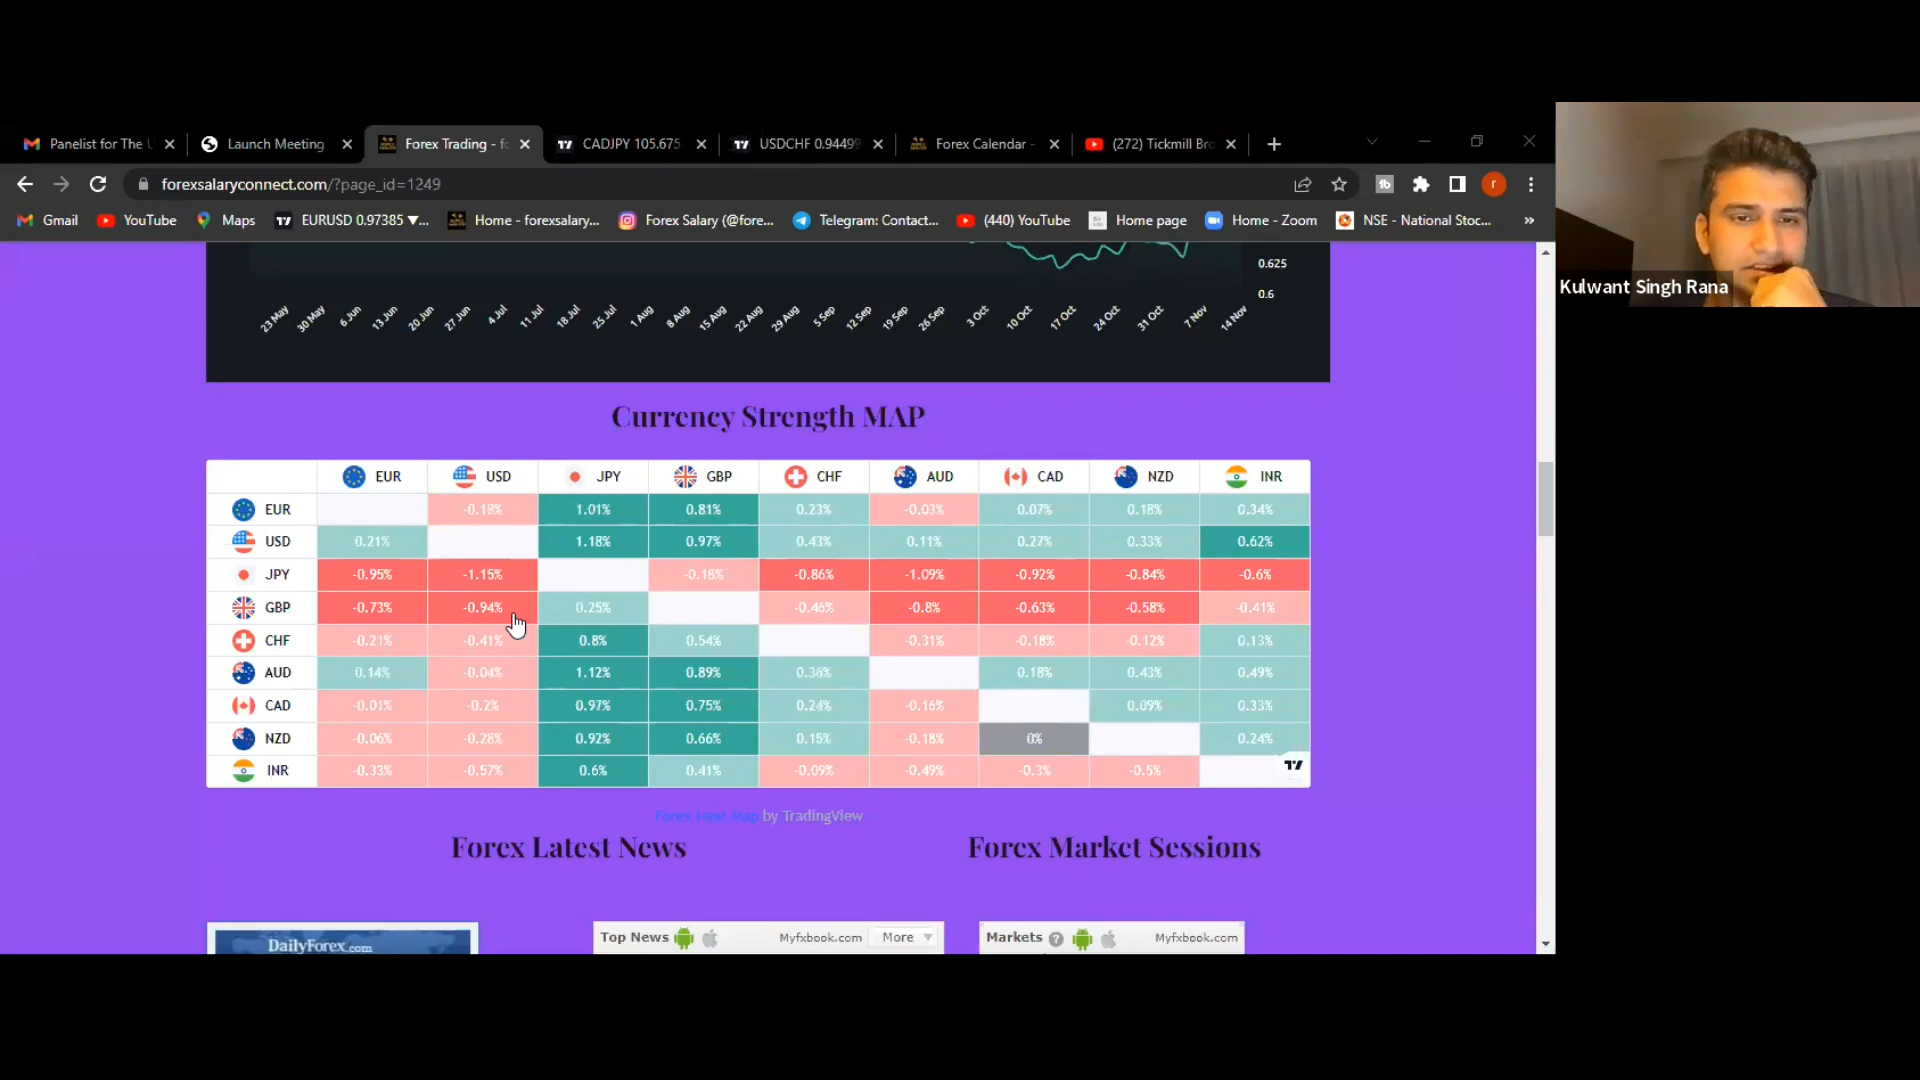 Panelist for The U
Launch Meeting
Forex Trading - fo
CADJPY 105.675
USDCHF 0.94499
Forex Calendar -
(272) Tickmill Bro
forexsalaryconnect.com/?page_id=1249
Gmail
YouTube
Maps
EURUSD 0.97385 ▼...
Home - forexsalary...
Forex Salary (@fore...
Telegram: Contact...
(440) YouTube
Home page
Home - Zoom
NSE - National Stoc...
»
Kulwant Singh Rana
0.625
0.6
23 May 30 May 6 Jun 13 Jun 20 Jun 27 Jun 4 Jul 11 Jul 18 Jul 25 Jul 1 Aug 8 Aug 15 Aug 22 Aug 29 Aug 5 Sep 12 Sep 19 Sep 26 Sep 3 Oct 10 Oct 17 Oct 24 Oct 31 Oct 7 Nov 14 Nov
Currency Strength MAP
EUR USD JPY GBP CHF AUD CAD NZD INR
EUR -0.18% 1.01% 0.81% 0.23% -0.03% 0.07% 0.18% 0.34%
USD 0.21% 1.18% 0.97% 0.43% 0.11% 0.27% 0.33% 0.62%
JPY -0.95% -1.15% -0.18% -0.86% -1.09% -0.92% -0.84% -0.6%
GBP -0.73% -0.94% 0.25% -0.46% -0.8% -0.63% -0.58% -0.41%
CHF -0.21% -0.41% 0.8% 0.54% -0.31% -0.18% -0.12% 0.13%
AUD 0.14% -0.04% 1.12% 0.89% 0.36% 0.18% 0.43% 0.49%
CAD -0.01% -0.2% 0.97% 0.75% 0.24% -0.16% 0.09% 0.33%
NZD -0.06% -0.28% 0.92% 0.66% 0.15% -0.18% 0% 0.24%
INR -0.33% -0.57% 0.6% 0.41% -0.09% -0.49% -0.3% -0.5%
Forex Heat Map by TradingView
Forex Latest News
Forex Market Sessions
DailyForex.com
Top News
Myfxbook.com
More
Markets
Myfxbook.com